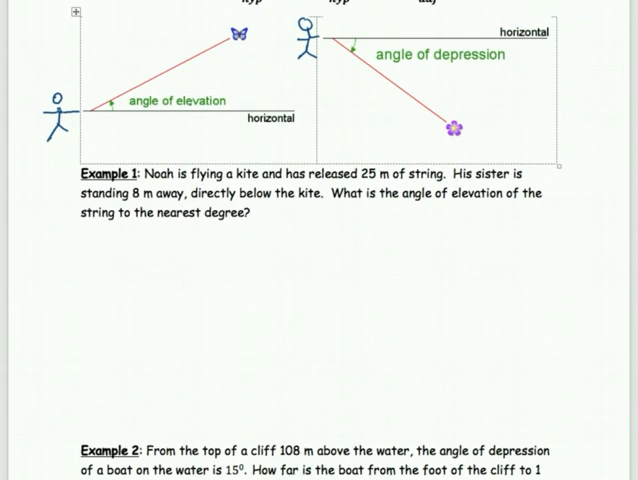 horizontal
angle of depression
angle of elevation
horizontal
Example 1: Noah is flying a kite and has released 25 m of string. His sister is
standing 8 m away, directly below the kite. What is the angle of elevation of the
string to the nearest degree?
Example 2: From the top of a cliff 108 m above the water, the angle of depression
of a boat on the water is 15⁰. How far is the boat from the foot of the cliff to 1